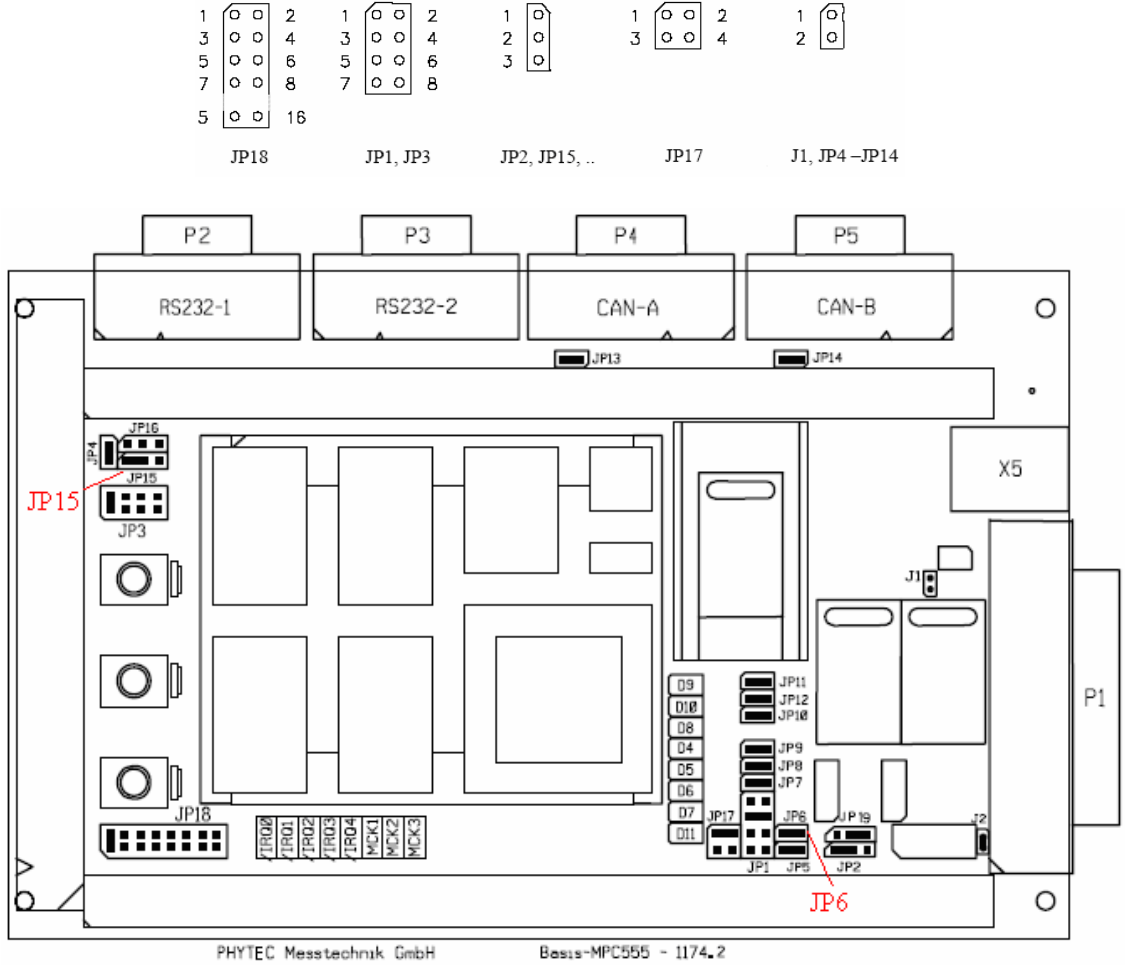 1 2 1 2 1 1 2 1
3 4 3 4 2 3 4 2
5 6 5 6 3
7 8 7 8
5 16
JP18 JP1, JP3 JP2, JP15, .. JP17 J1, JP4 –JP14
P2 P3 P4 P5
RS232-1 RS232-2 CAN-A CAN-B
JP13 JP14
JP16
JP4
JP15
JP15
JP3
X5
J1
P1
D9 JP11
D10 JP12
D8 JP10
D4 JP9
D5 JP8
D6 JP7
D7
D11
JP18
/IRQ0
/IRQ1
/IRQ2
/IRQ3
/IRQ4
MCK1
MCK2
MCK3
JP17 JP6 JP19 J2
JP1 JP5 JP2
JP6
PHYTEC Messtechnik GmbH Basis-MPC555 - 1174.2